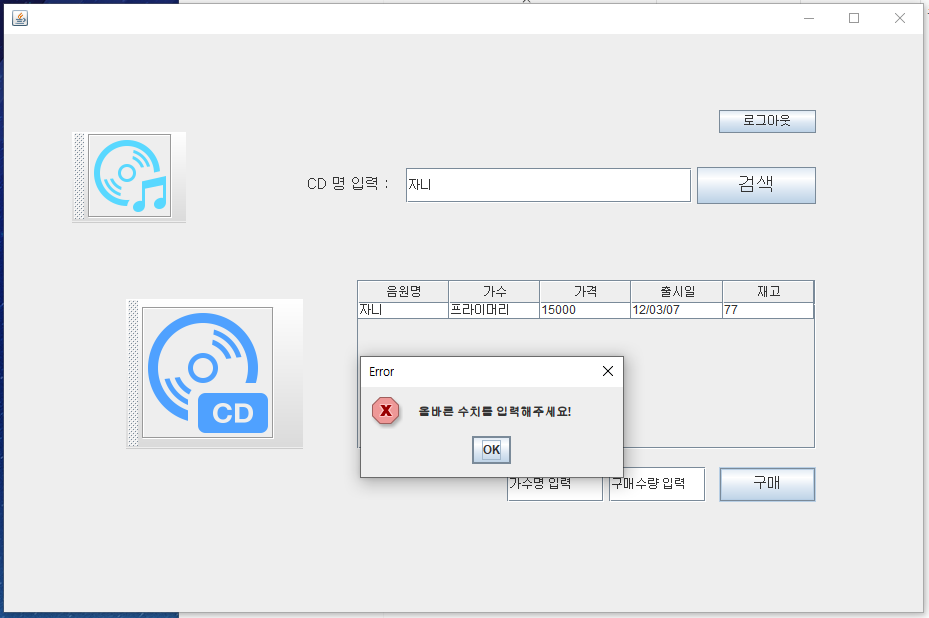 로그아웃
CD 명 입력 : 자니 검색
음원명 가수 가격 출시일 재고
자니 프라이머리 15000 12/03/07 77
CD
Error
올바른 수치를 입력해주세요!
OK
가수명 입력 구매수량 입력 구매